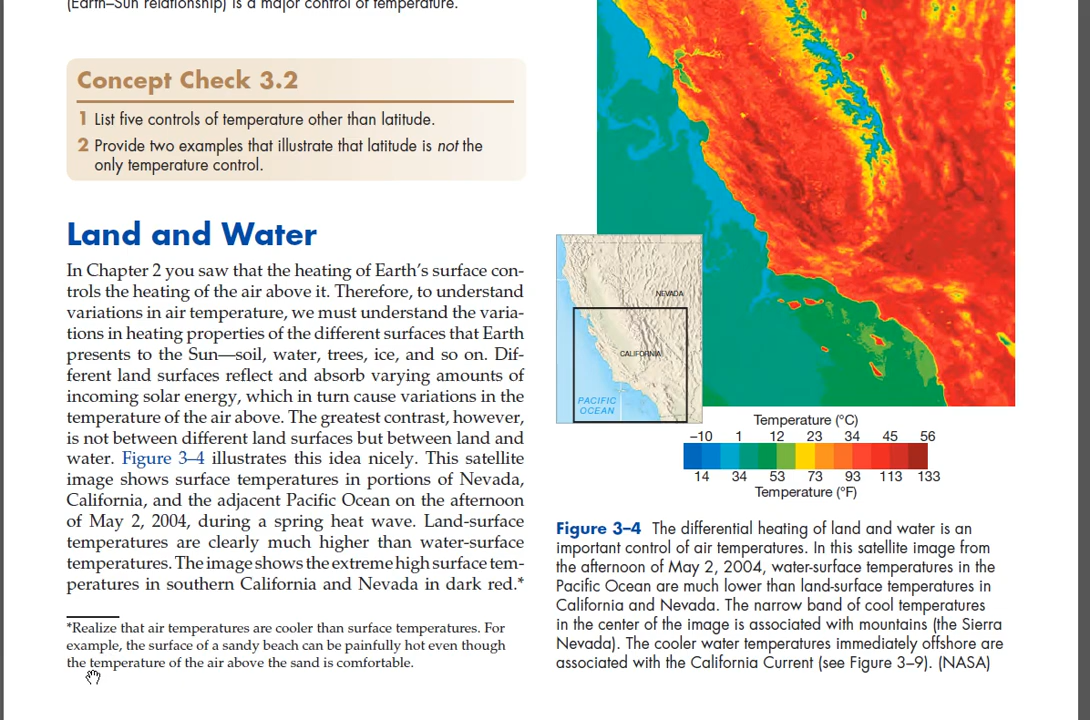 (Earth–Sun relationship) is a major control of temperature.
Concept Check 3.2
1 List five controls of temperature other than latitude.
2 Provide two examples that illustrate that latitude is not the
only temperature control.
Land and Water
In Chapter 2 you saw that the heating of Earth's surface con-
trols the heating of the air above it. Therefore, to understand
variations in air temperature, we must understand the varia-
tions in heating properties of the different surfaces that Earth
presents to the Sun—soil, water, trees, ice, and so on. Dif-
ferent land surfaces reflect and absorb varying amounts of
incoming solar energy, which in turn cause variations in the
temperature of the air above. The greatest contrast, however,
is not between different land surfaces but between land and
water. Figure 3–4 illustrates this idea nicely. This satellite
image shows surface temperatures in portions of Nevada,
California, and the adjacent Pacific Ocean on the afternoon
of May 2, 2004, during a spring heat wave. Land-surface
temperatures are clearly much higher than water-surface
temperatures. The image shows the extreme high surface tem-
peratures in southern California and Nevada in dark red.*
*Realize that air temperatures are cooler than surface temperatures. For
example, the surface of a sandy beach can be painfully hot even though
the temperature of the air above the sand is comfortable.
NEVADA
CALIFORNIA
PACIFIC
OCEAN
Temperature (°C)
–10 1 12 23 34 45 56
14 34 53 73 93 113 133
Temperature (°F)
Figure 3–4 The differential heating of land and water is an
important control of air temperatures. In this satellite image from
the afternoon of May 2, 2004, water-surface temperatures in the
Pacific Ocean are much lower than land-surface temperatures in
California and Nevada. The narrow band of cool temperatures
in the center of the image is associated with mountains (the Sierra
Nevada). The cooler water temperatures immediately offshore are
associated with the California Current (see Figure 3–9). (NASA)